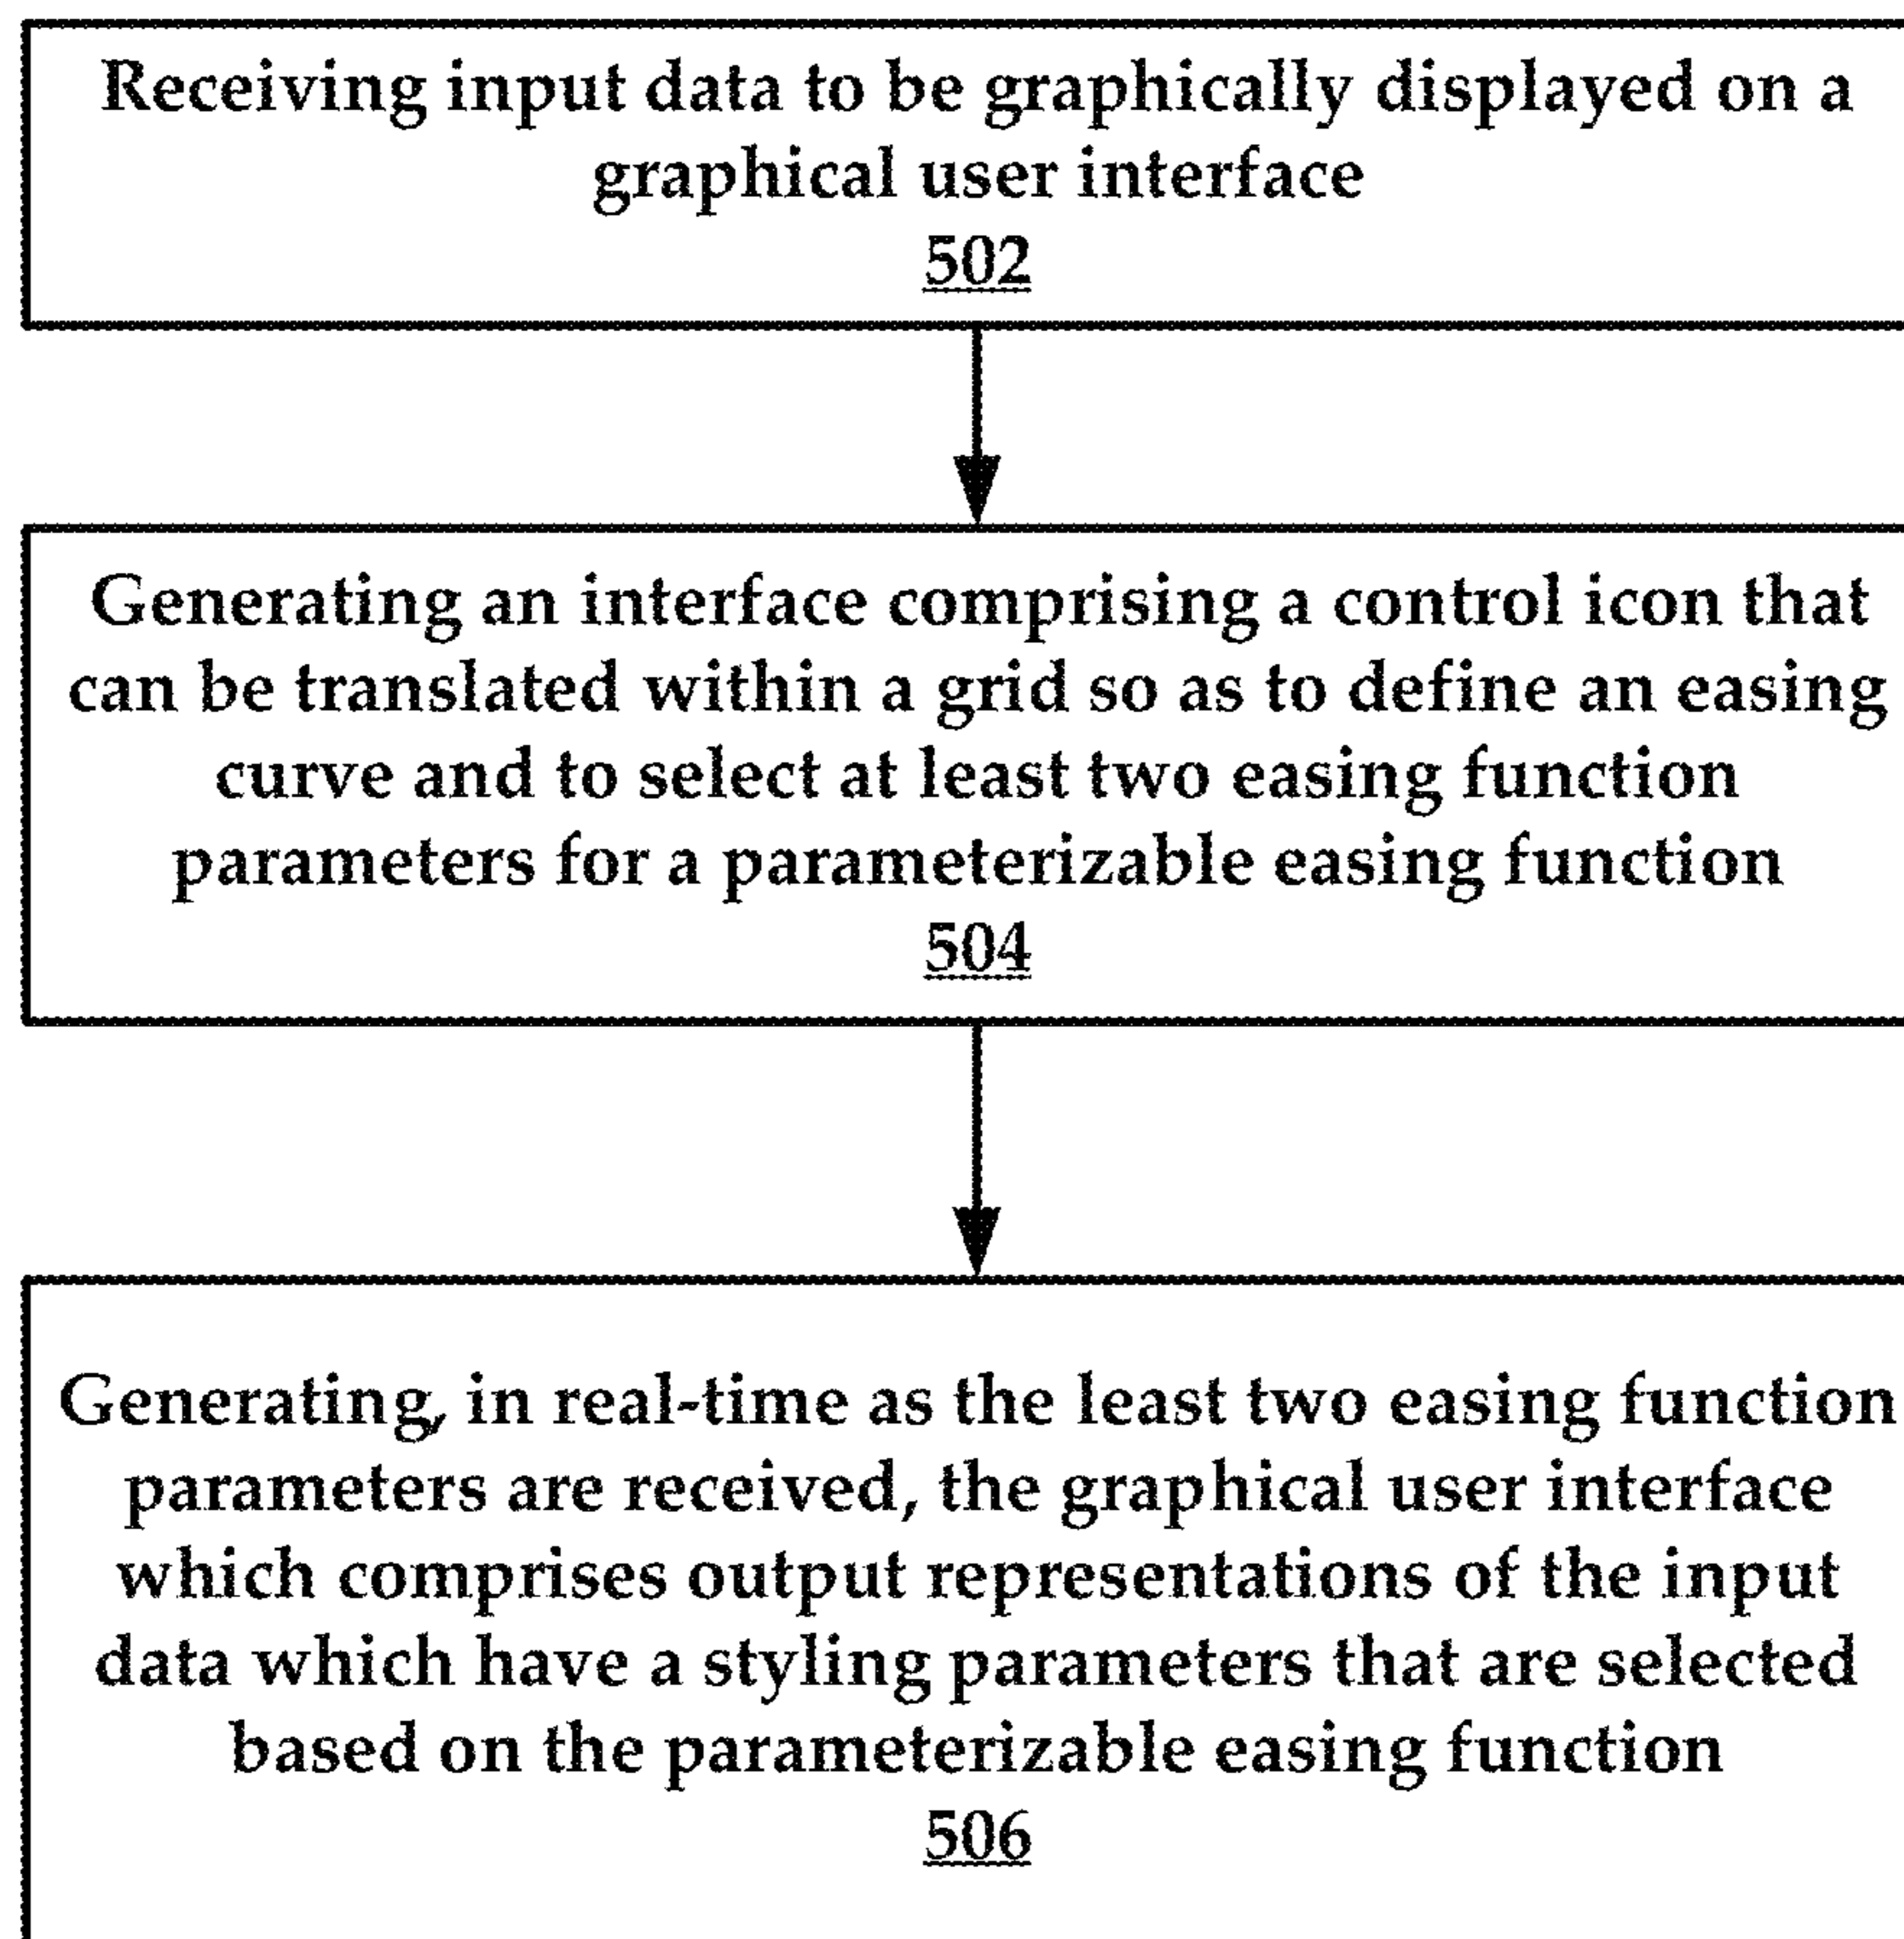 Receiving input data to be graphically displayed on a
graphical user interface
502
Generating an interface comprising a control icon that
can be translated within a grid so as to define an easing
curve and to select at least two easing function
parameters for a parameterizable easing function
504
Generating, in real-time as the least two easing function
parameters are received, the graphical user interface
which comprises output representations of the input
data which have a styling parameters that are selected
based on the parameterizable easing function
506